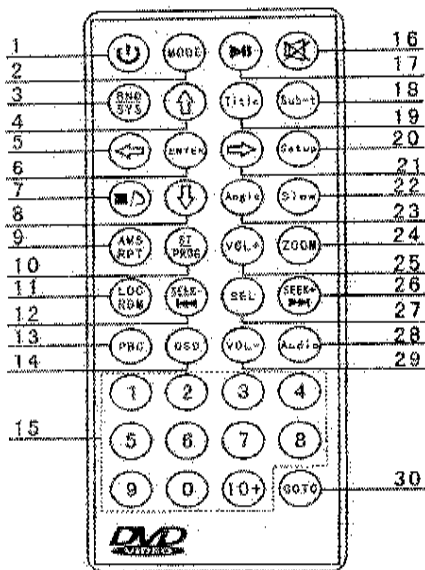 1 MODE 16
2 17
3 BND SYS Title Sub-t 18
4 19
5 ENTER Setup 20
6 21
7 Angle Slow 22
8 23
9 AMS RPT ST PROG VOL+ ZOOM 24
10 25
11 LOC RDM SEEK- SEL SEEK+ 26
12 27
13 PBC OSD VOL- Audio 28
14 29
1 2 3 4
15 5 6 7 8
9 0 10+ GOTO 30
DVD
VIDEO